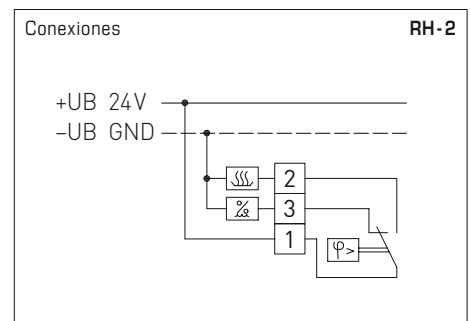 Conexiones RH-2
+UB 24V
–UB GND
2
% 3
1
φ>